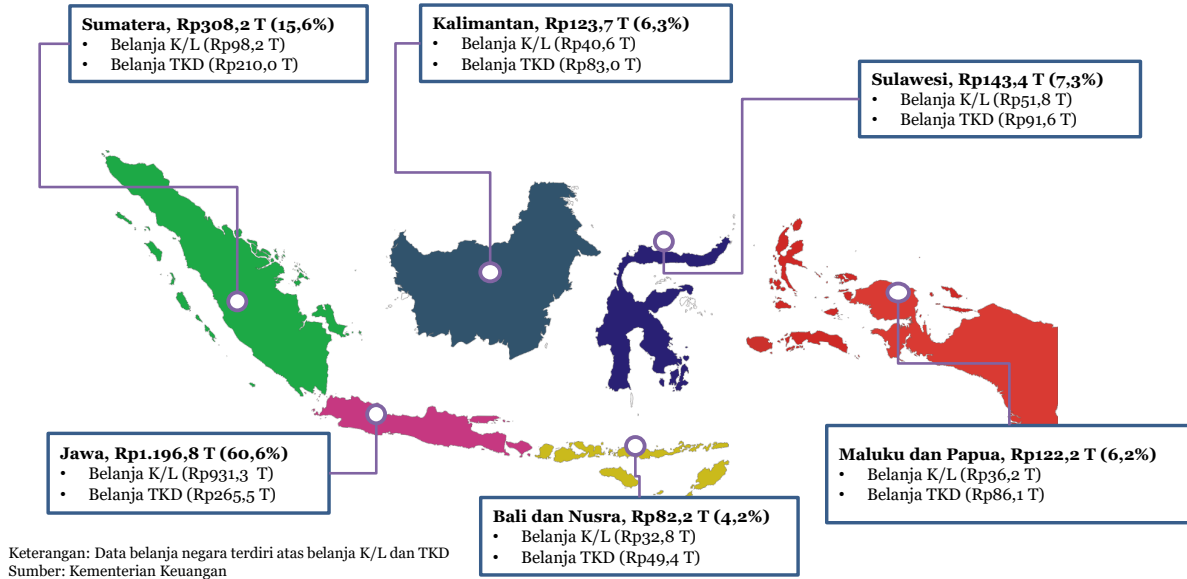 Sumatera, Rp308,2 T (15,6%)
• Belanja K/L (Rp98,2 T)
• Belanja TKD (Rp210,0 T)
Kalimantan, Rp123,7 T (6,3%)
• Belanja K/L (Rp40,6 T)
• Belanja TKD (Rp83,0 T)
Sulawesi, Rp143,4 T (7,3%)
• Belanja K/L (Rp51,8 T)
• Belanja TKD (Rp91,6 T)
Jawa, Rp1.196,8 T (60,6%)
• Belanja K/L (Rp931,3 T)
• Belanja TKD (Rp265,5 T)
Bali dan Nusra, Rp82,2 T (4,2%)
• Belanja K/L (Rp32,8 T)
• Belanja TKD (Rp49,4 T)
Maluku dan Papua, Rp122,2 T (6,2%)
• Belanja K/L (Rp36,2 T)
• Belanja TKD (Rp86,1 T)
Keterangan: Data belanja negara terdiri atas belanja K/L dan TKD
Sumber: Kementerian Keuangan